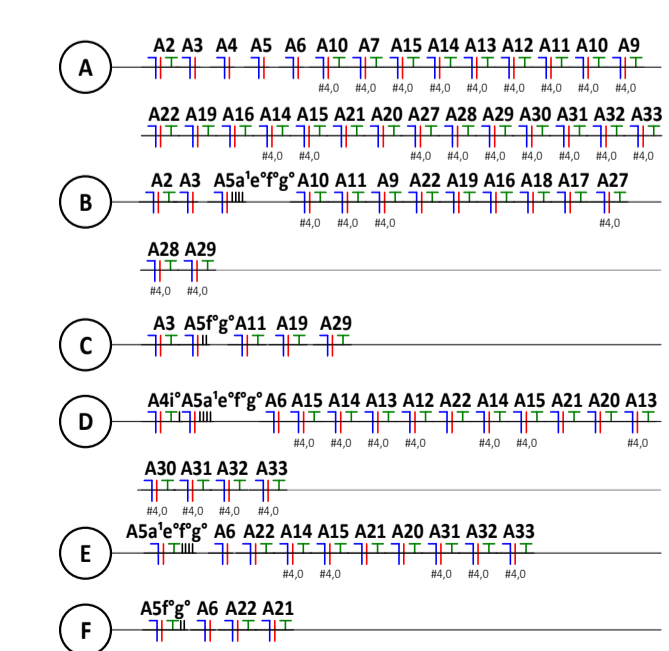 A2 A3 A4 A5 A6 A10 A7 A15 A14 A13 A12 A11 A10 A9
A
#4,0 #4,0 #4,0 #4,0 #4,0 #4,0 #4,0 #4,0 #4,0
A22 A19 A16 A14 A15 A21 A20 A27 A28 A29 A30 A31 A32 A33
#4,0 #4,0 #4,0 #4,0 #4,0 #4,0 #4,0 #4,0 #4,0
A2 A3 A5a¹e°f°g° A10 A11 A9 A22 A19 A16 A18 A17 A27
B
#4,0 #4,0 #4,0 #4,0
A28 A29
#4,0 #4,0
A3 A5f°g° A11 A19 A29
C
A4i° A5a¹e°f°g° A6 A15 A14 A13 A12 A22 A14 A15 A21 A20 A13
D
#4,0 #4,0 #4,0 #4,0 #4,0 #4,0 #4,0
A30 A31 A32 A33
#4,0 #4,0 #4,0 #4,0
A5a¹e°f°g° A6 A22 A14 A15 A21 A20 A31 A32 A33
E
#4,0 #4,0 #4,0 #4,0 #4,0
A5f°g° A6 A22 A21
F